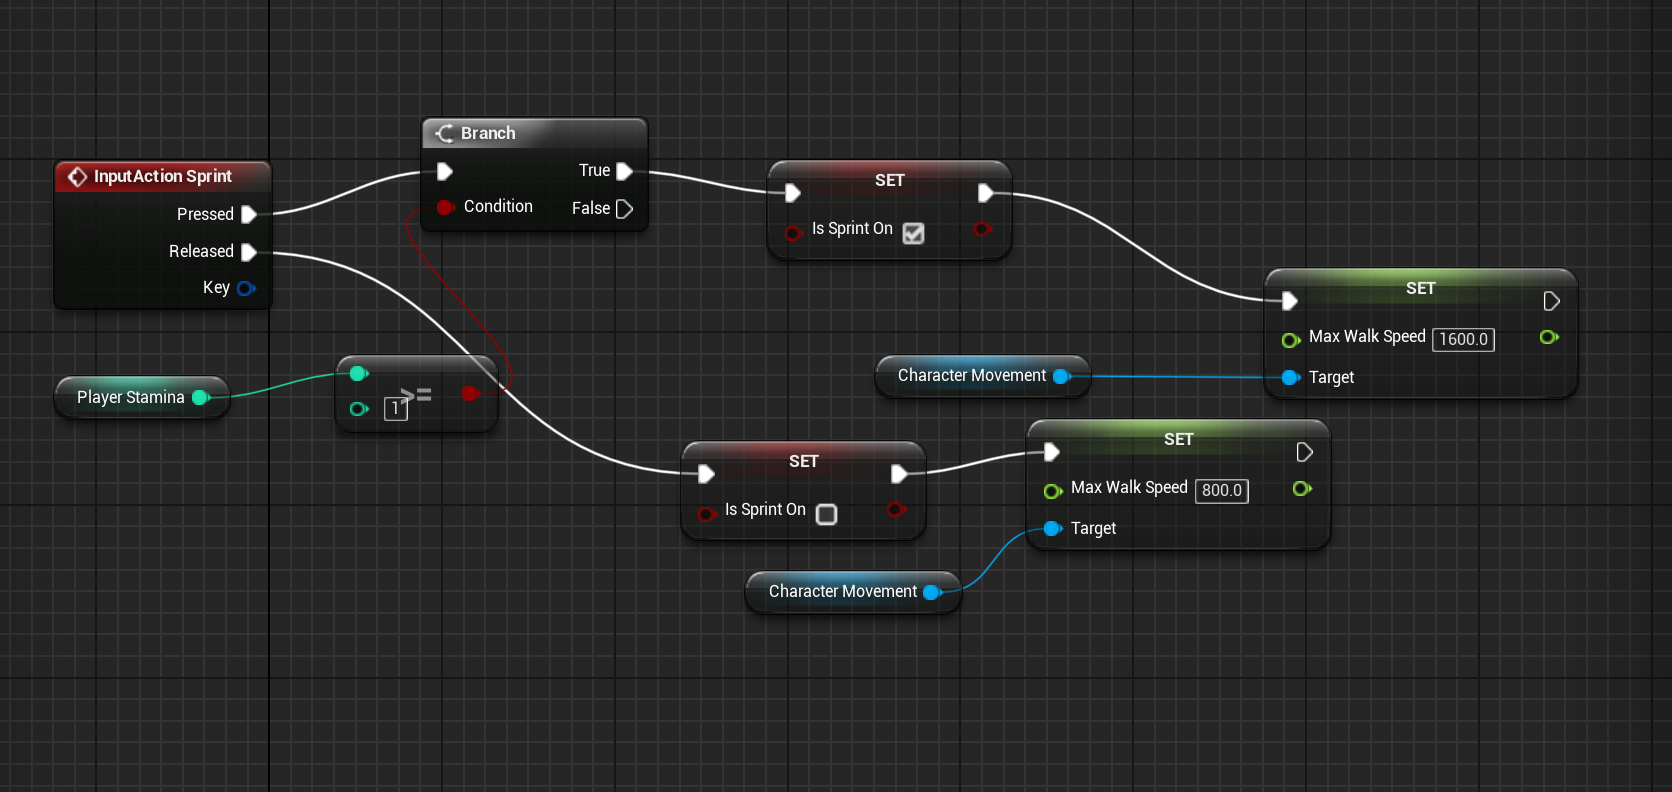 Branch
InputAction Sprint
Pressed
Released
Key
True
Condition
False
SET
Is Sprint On
SET
Max Walk Speed 1600.0
Target
Character Movement
Player Stamina
>=
1
SET
Is Sprint On
SET
Max Walk Speed 800.0
Target
Character Movement